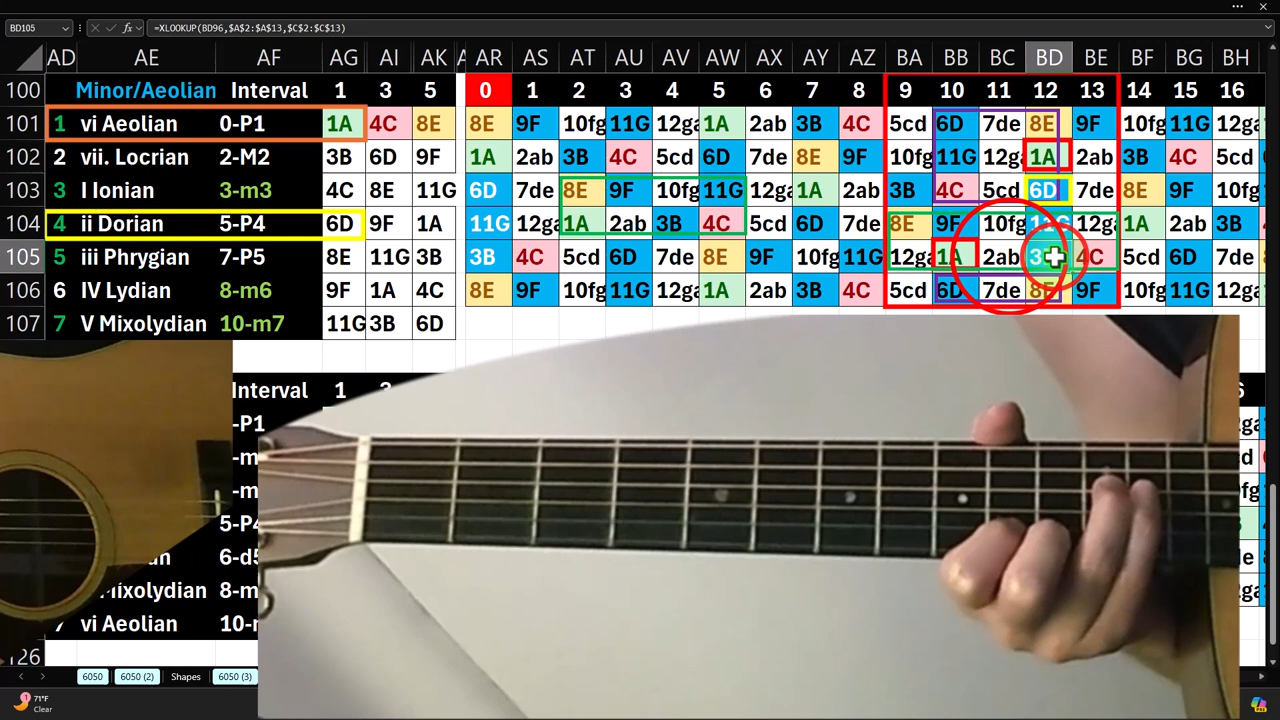 BD105 fx =XLOOKUP(BD96,$A$2:$A$13,$C$2:$C$13)
AD AE AF AG AI AK A AR AS AT AU AV AW AX AY AZ BA BB BC BD BE BF BG BH
100 Minor/Aeolian Interval 1 3 5 0 1 2 3 4 5 6 7 8 9 10 11 12 13 14 15 16
101 1 vi Aeolian 0-P1 1A 4C 8E 8E 9F 10fg 11G 12ga 1A 2ab 3B 4C 5cd 6D 7de 8E 9F 10fg 11G 12ga
102 2 vii. Locrian 2-M2 3B 6D 9F 1A 2ab 3B 4C 5cd 6D 7de 8E 9F 10fg 11G 12ga 1A 2ab 3B 4C 5cd
103 3 I Ionian 3-m3 4C 8E 11G 6D 7de 8E 9F 10fg 11G 12ga 1A 2ab 3B 4C 5cd 6D 7de 8E 9F 10fg
104 4 ii Dorian 5-P4 6D 9F 1A 11G 12ga 1A 2ab 3B 4C 5cd 6D 7de 8E 9F 10fg 11G 12ga 1A 2ab 3B
105 5 iii Phrygian 7-P5 8E 11G 3B 3B 4C 5cd 6D 7de 8E 9F 10fg 11G 12ga 1A 2ab 4C 5cd 6D 7de
106 6 IV Lydian 8-m6 9F 1A 4C 8E 9F 10fg 11G 12ga 1A 2ab 3B 4C 5cd 6D 7de 8E 9F 10fg 11G 12ga
107 7 V Mixolydian 10-m7 11G 3B 6D
Interval 1
-P1
5-P4
6-d5
Mixolydian 8-m6
7 vi Aeolian 10-m
126
6050 6050 (2) Shapes 6050 (3)
71°F
Clear